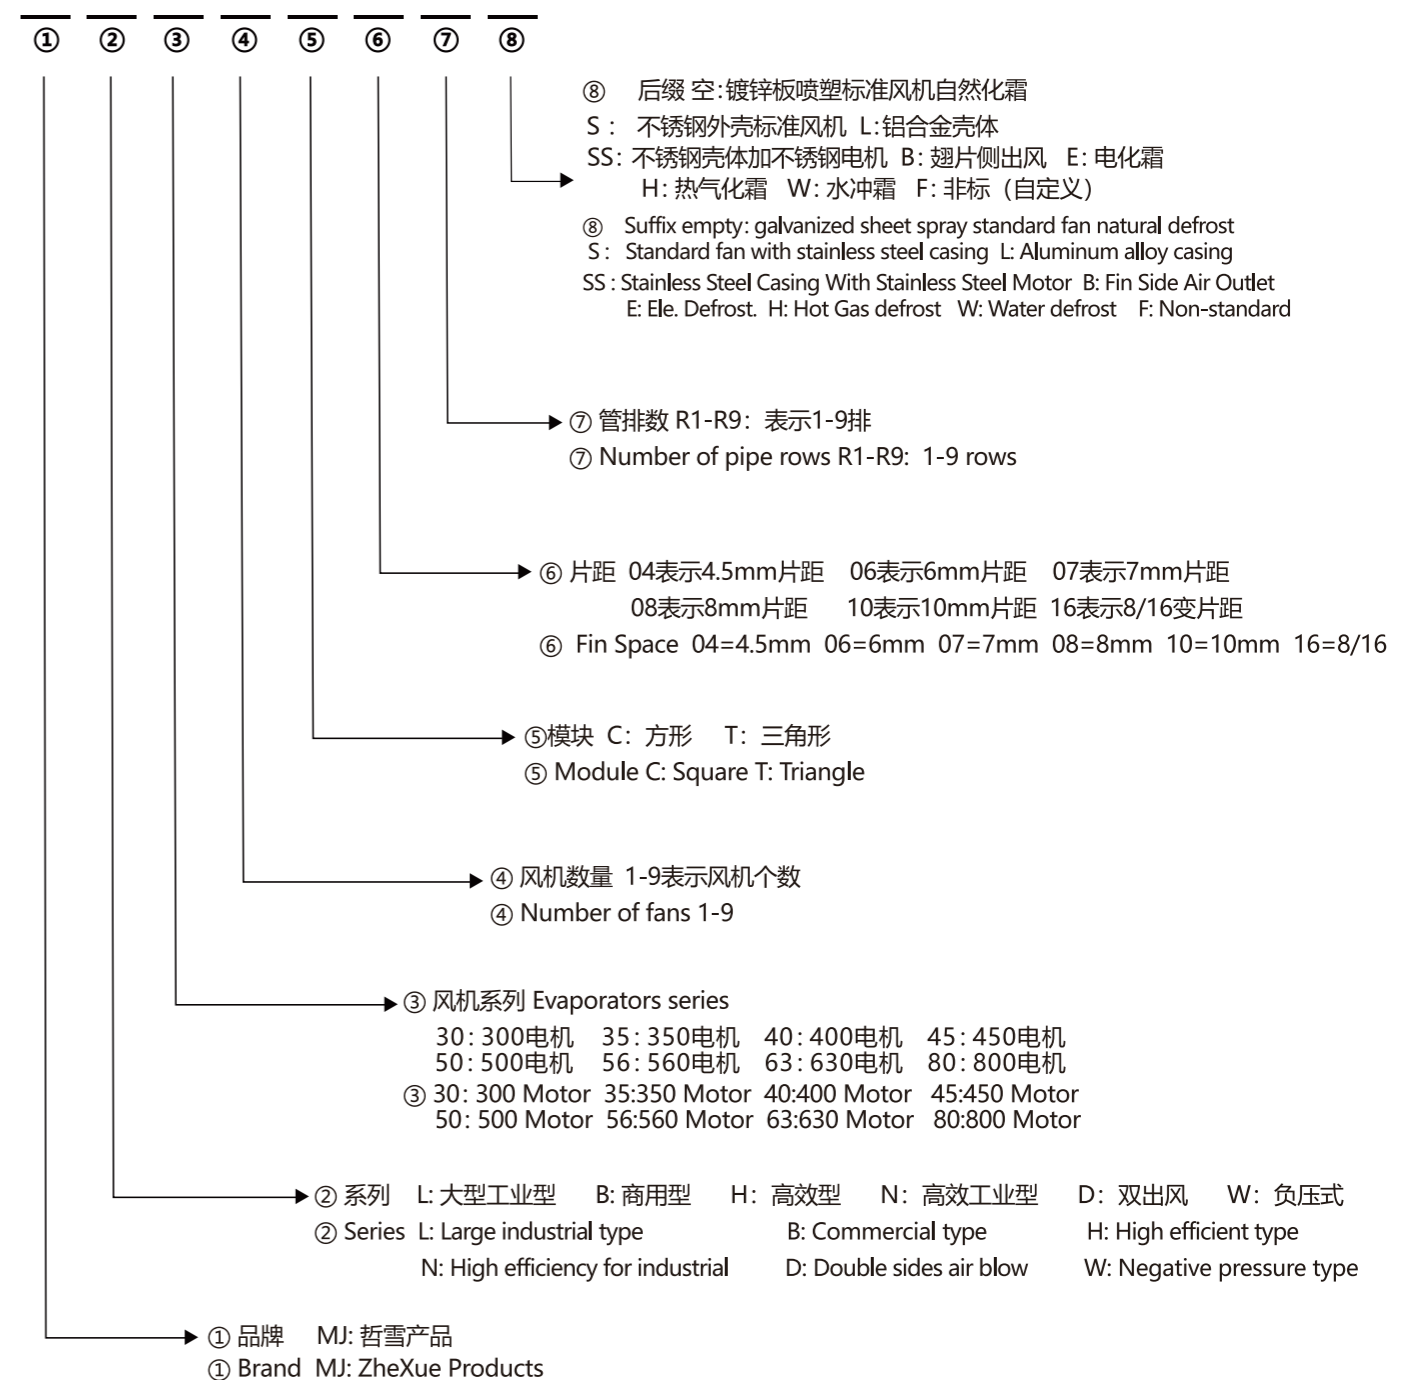 ① ② ③ ④ ⑤ ⑥ ⑦ ⑧
⑧ 后缀 空:镀锌板喷塑标准风机自然化霜
S： 不锈钢外壳标准风机 L:铝合金壳体
SS: 不锈钢壳体加不锈钢电机 B: 翅片侧出风 E: 电化霜
H: 热气化霜 W: 水冲霜 F: 非标（自定义）
⑧ Suffix empty: galvanized sheet spray standard fan natural defrost
S : Standard fan with stainless steel casing L: Aluminum alloy casing
SS : Stainless Steel Casing With Stainless Steel Motor B: Fin Side Air Outlet
E: Ele. Defrost. H: Hot Gas defrost W: Water defrost F: Non-standard
⑦ 管排数 R1-R9: 表示1-9排
⑦ Number of pipe rows R1-R9: 1-9 rows
⑥ 片距 04表示4.5mm片距 06表示6mm片距 07表示7mm片距
08表示8mm片距 10表示10mm片距 16表示8/16变片距
⑥ Fin Space 04=4.5mm 06=6mm 07=7mm 08=8mm 10=10mm 16=8/16
⑤模块 C: 方形 T: 三角形
⑤ Module C: Square T: Triangle
④ 风机数量 1-9表示风机个数
④ Number of fans 1-9
③ 风机系列 Evaporators series
30: 300电机 35: 350电机 40: 400电机 45: 450电机
50: 500电机 56: 560电机 63: 630电机 80: 800电机
③ 30: 300 Motor 35:350 Motor 40:400 Motor 45:450 Motor
50: 500 Motor 56:560 Motor 63:630 Motor 80:800 Motor
② 系列 L: 大型工业型 B: 商用型 H: 高效型 N: 高效工业型 D: 双出风 W: 负压式
② Series L: Large industrial type B: Commercial type H: High efficient type
N: High efficiency for industrial D: Double sides air blow W: Negative pressure type
① 品牌 MJ: 哲雪产品
① Brand MJ: ZheXue Products